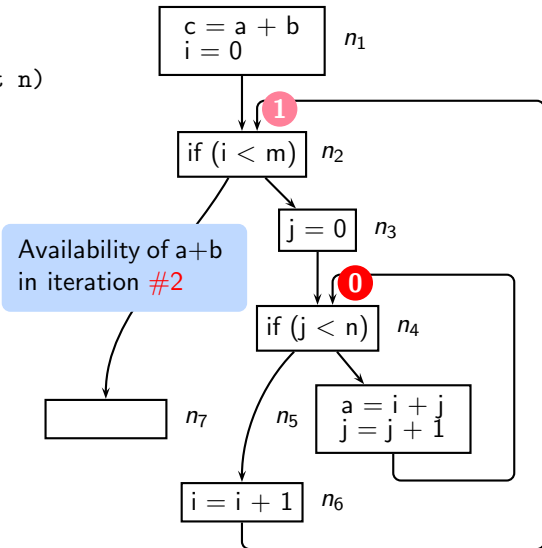 c = a + b
i = 0
n1
n)
1
if (i < m)
n2
j = 0
n3
Availability of a+b
in iteration #2
0
if (j < n)
n4
n7
n5
a = i + j
j = j + 1
i = i + 1
n6